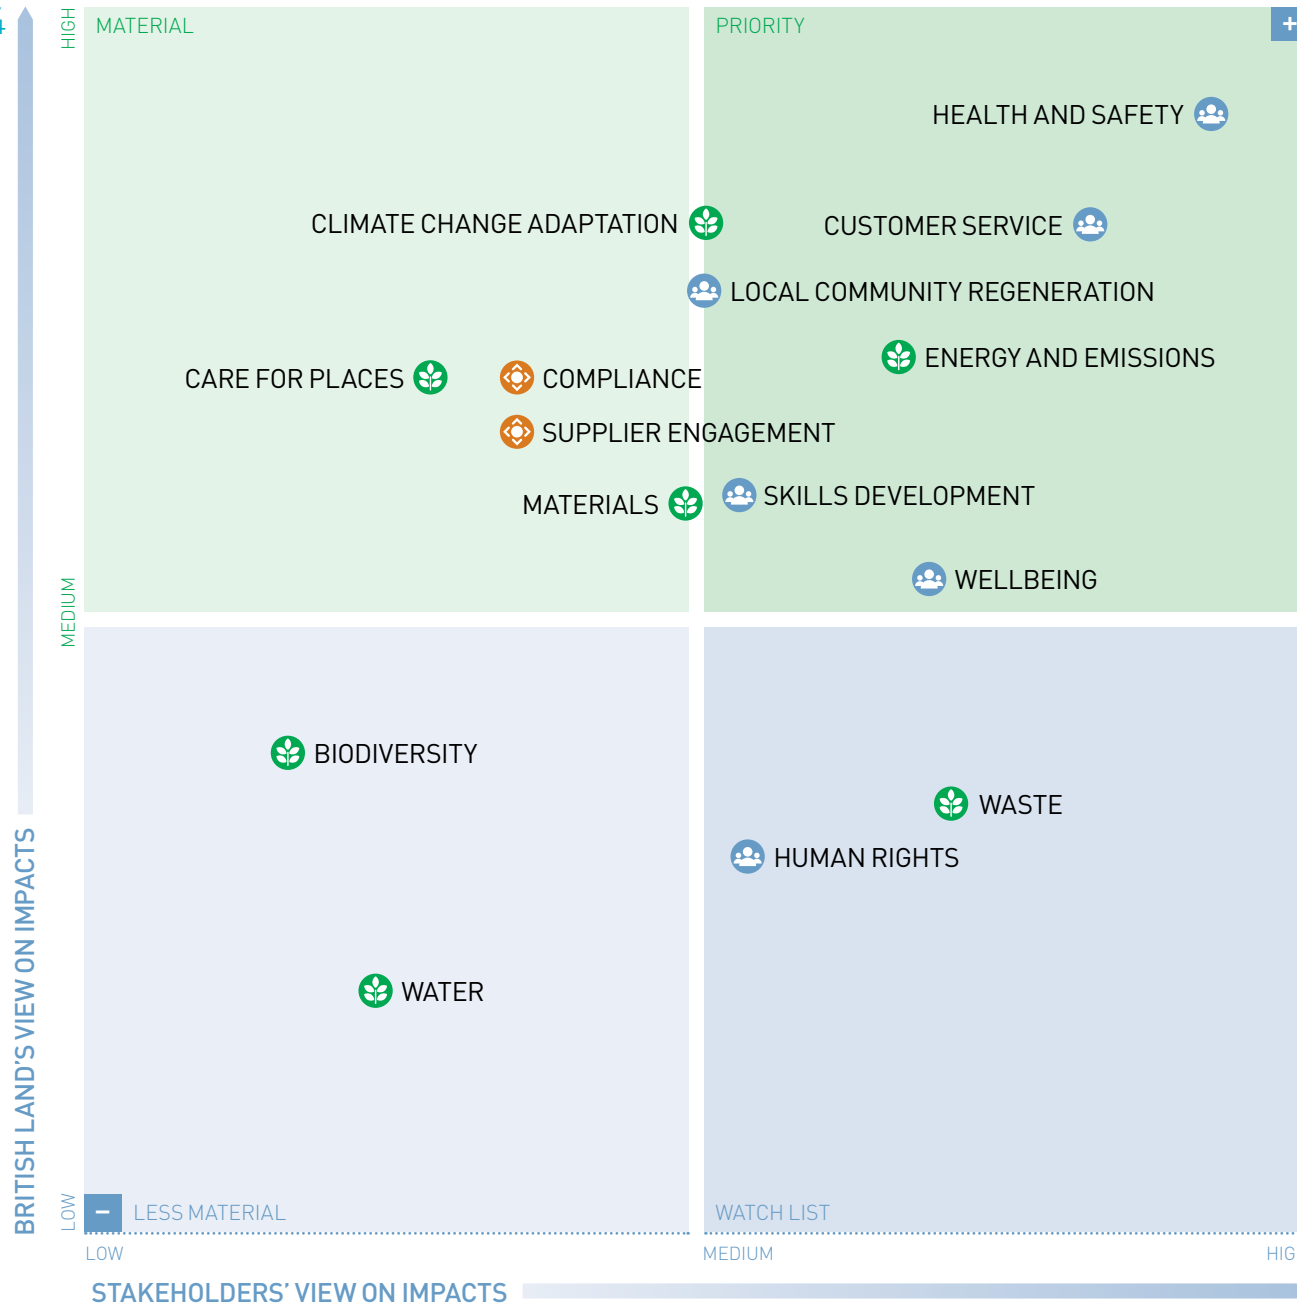 HIGH
MATERIAL
PRIORITY
+
HEALTH AND SAFETY
CLIMATE CHANGE ADAPTATION
CUSTOMER SERVICE
LOCAL COMMUNITY REGENERATION
ENERGY AND EMISSIONS
CARE FOR PLACES
COMPLIANCE
SUPPLIER ENGAGEMENT
MATERIALS
SKILLS DEVELOPMENT
WELLBEING
MEDIUM
BIODIVERSITY
WASTE
HUMAN RIGHTS
WATER
BRITISH LAND'S VIEW ON IMPACTS
LOW
–
LESS MATERIAL
WATCH LIST
LOW
MEDIUM
HIG
STAKEHOLDERS' VIEW ON IMPACTS